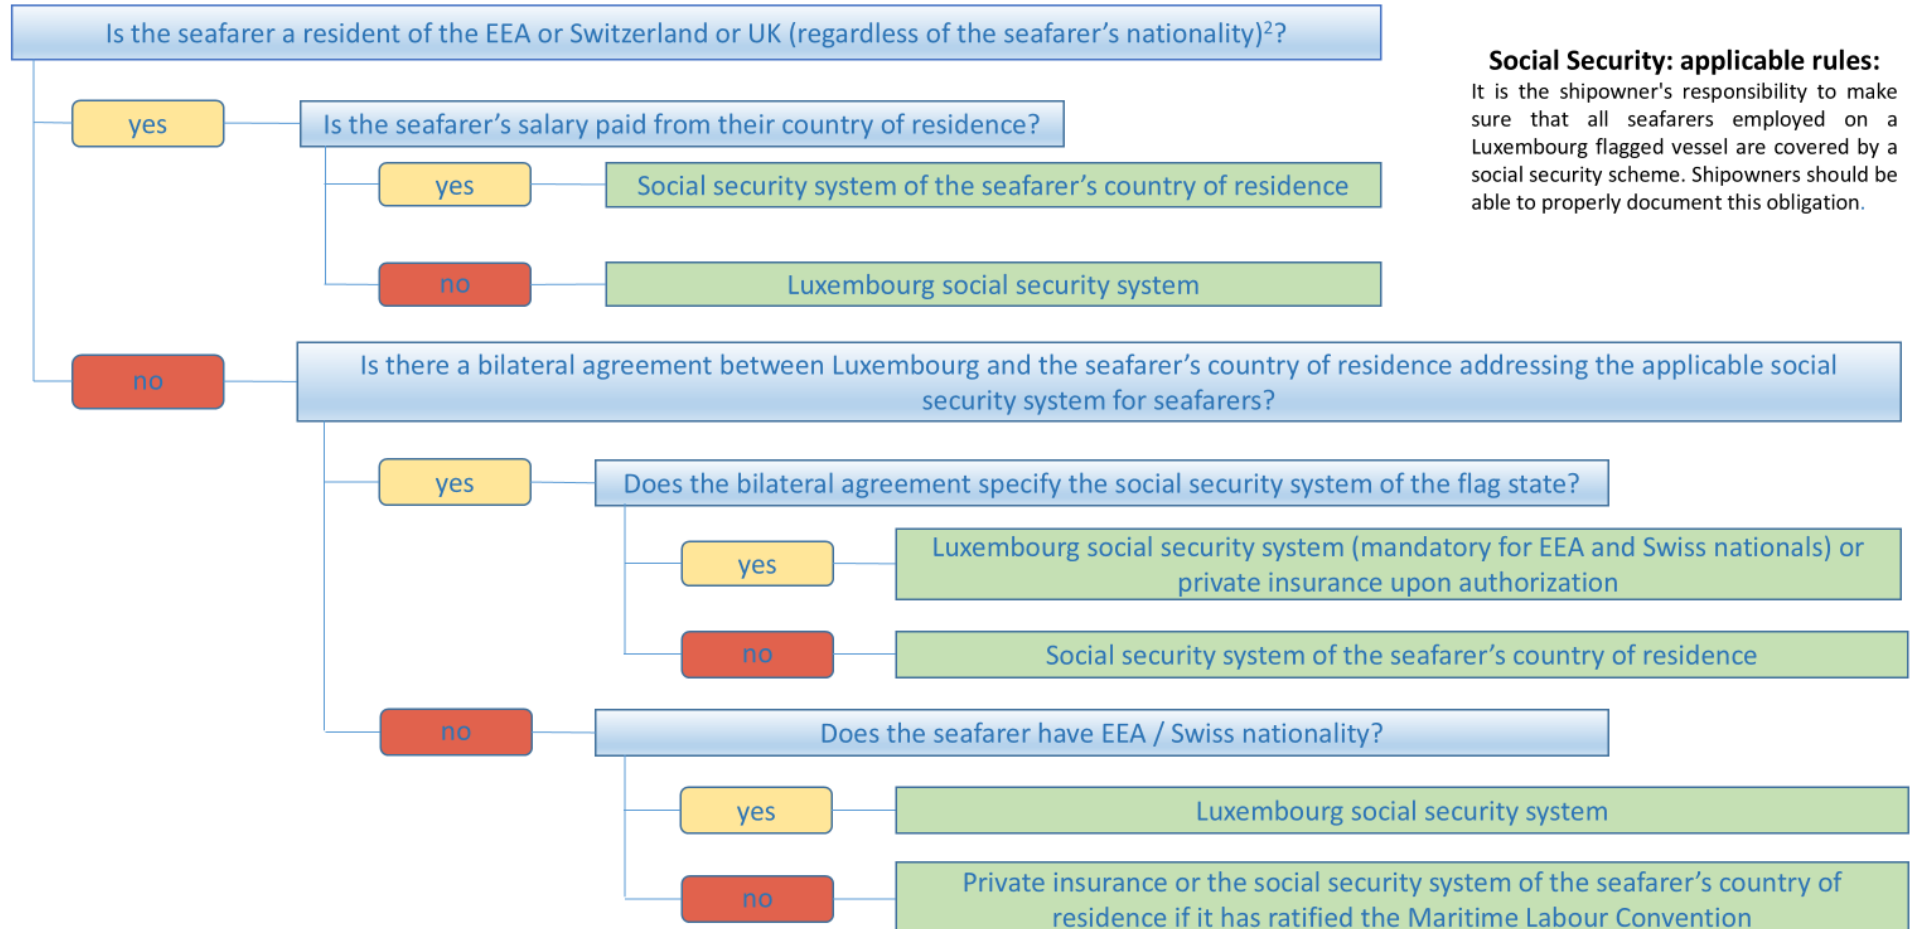 Is the seafarer a resident of the EEA or Switzerland or UK (regardless of the seafarer’s nationality)²?
Social Security: applicable rules:
It is the shipowner's responsibility to make
sure that all seafarers employed on a
Luxembourg flagged vessel are covered by a
social security scheme. Shipowners should be
able to properly document this obligation.
yes
Is the seafarer’s salary paid from their country of residence?
yes
Social security system of the seafarer’s country of residence
no
Luxembourg social security system
no
Is there a bilateral agreement between Luxembourg and the seafarer’s country of residence addressing the applicable social
security system for seafarers?
yes
Does the bilateral agreement specify the social security system of the flag state?
yes
Luxembourg social security system (mandatory for EEA and Swiss nationals) or
private insurance upon authorization
no
Social security system of the seafarer’s country of residence
no
Does the seafarer have EEA / Swiss nationality?
yes
Luxembourg social security system
no
Private insurance or the social security system of the seafarer’s country of
residence if it has ratified the Maritime Labour Convention